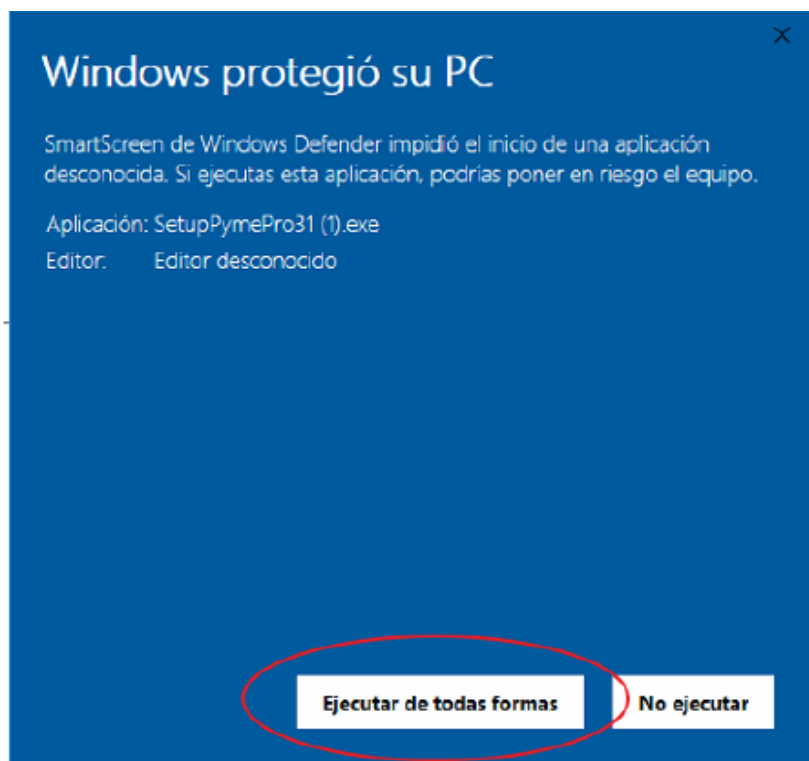 Windows protegió su PC
SmartScreen de Windows Defender impidió el inicio de una aplicación
desconocida. Si ejecutas esta aplicación, podrías poner en riesgo el equipo.
Aplicación: SetupPymePro31 (1).exe
Editor: Editor desconocido
Ejecutar de todas formas No ejecutar